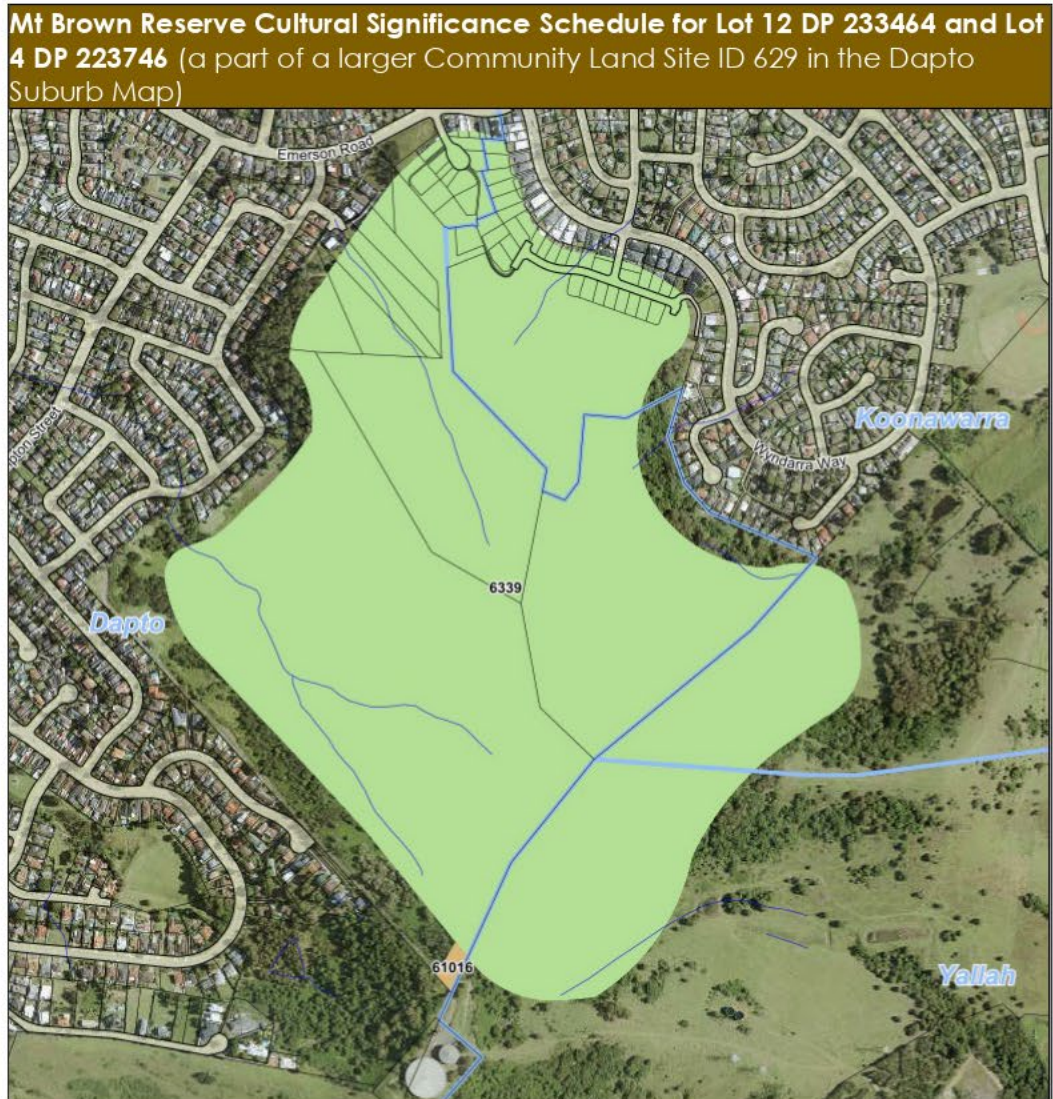 Mt Brown Reserve Cultural Significance Schedule for Lot 12 DP 233464 and Lot
4 DP 223746 (a part of a larger Community Land Site ID 629 in the Dapto
Suburb Map)
Emerson Road
Koonawarra
Wyndarra Way
6339
Dapto
61016
Yallah